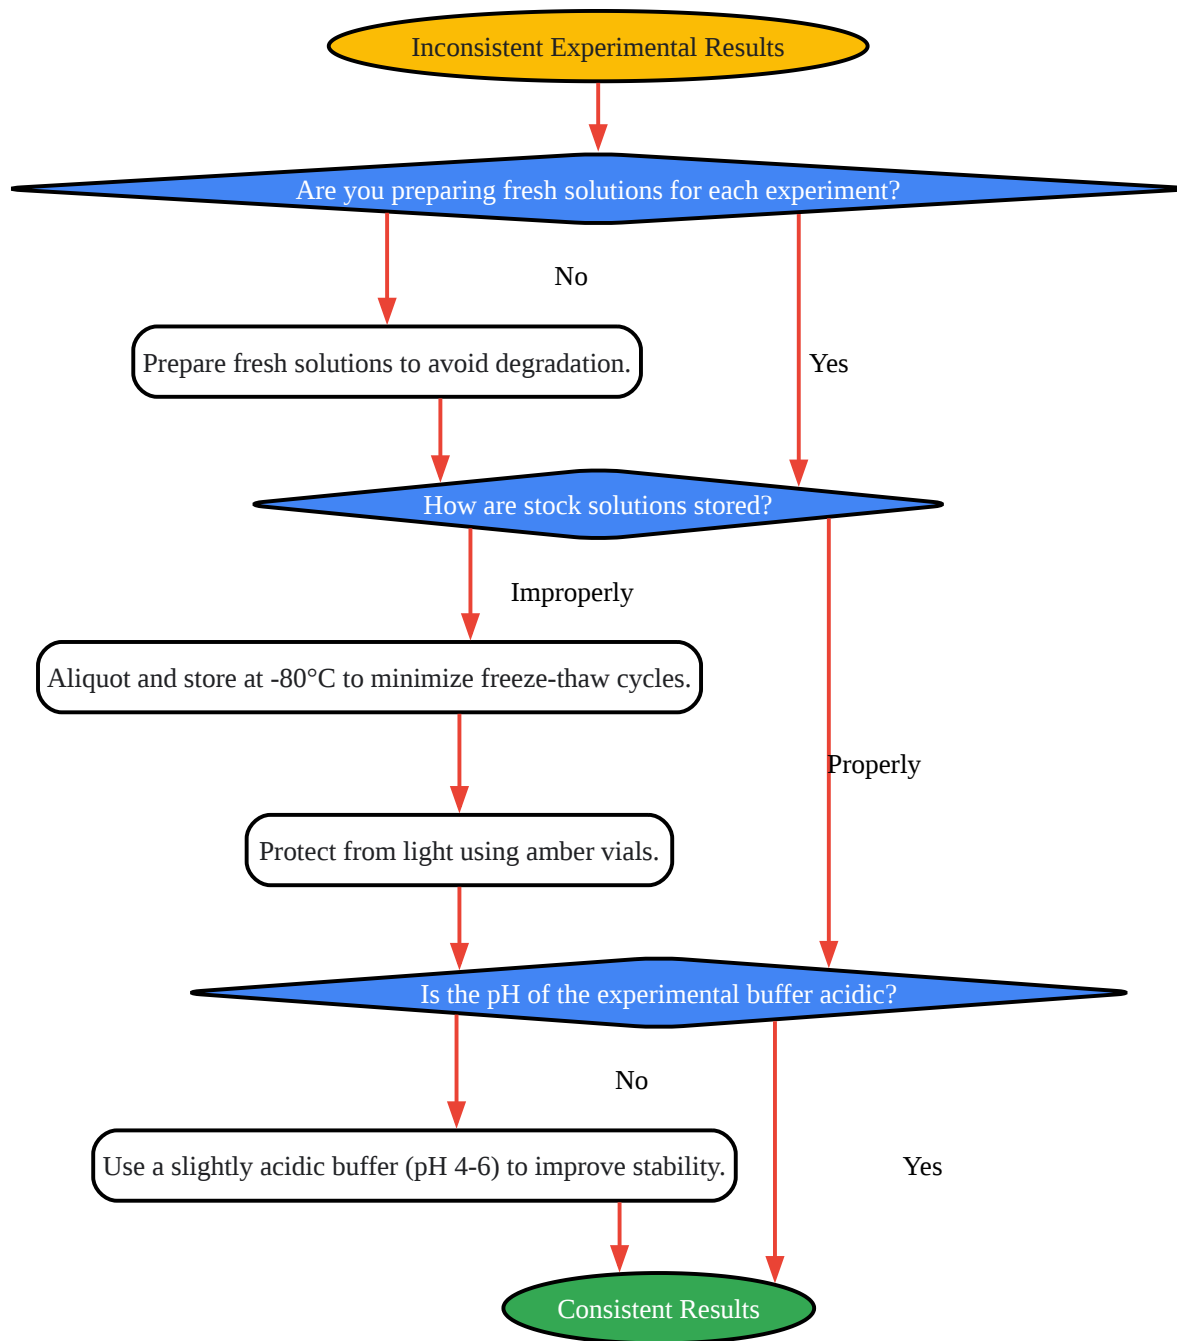 Inconsistent Experimental Results
Are you preparing fresh solutions for each experiment?
No
Prepare fresh solutions to avoid degradation.
Yes
How are stock solutions stored?
Improperly
Aliquot and store at -80°C to minimize freeze-thaw cycles.
Properly
Protect from light using amber vials.
Is the pH of the experimental buffer acidic?
No
Use a slightly acidic buffer (pH 4-6) to improve stability.
Yes
Consistent Results